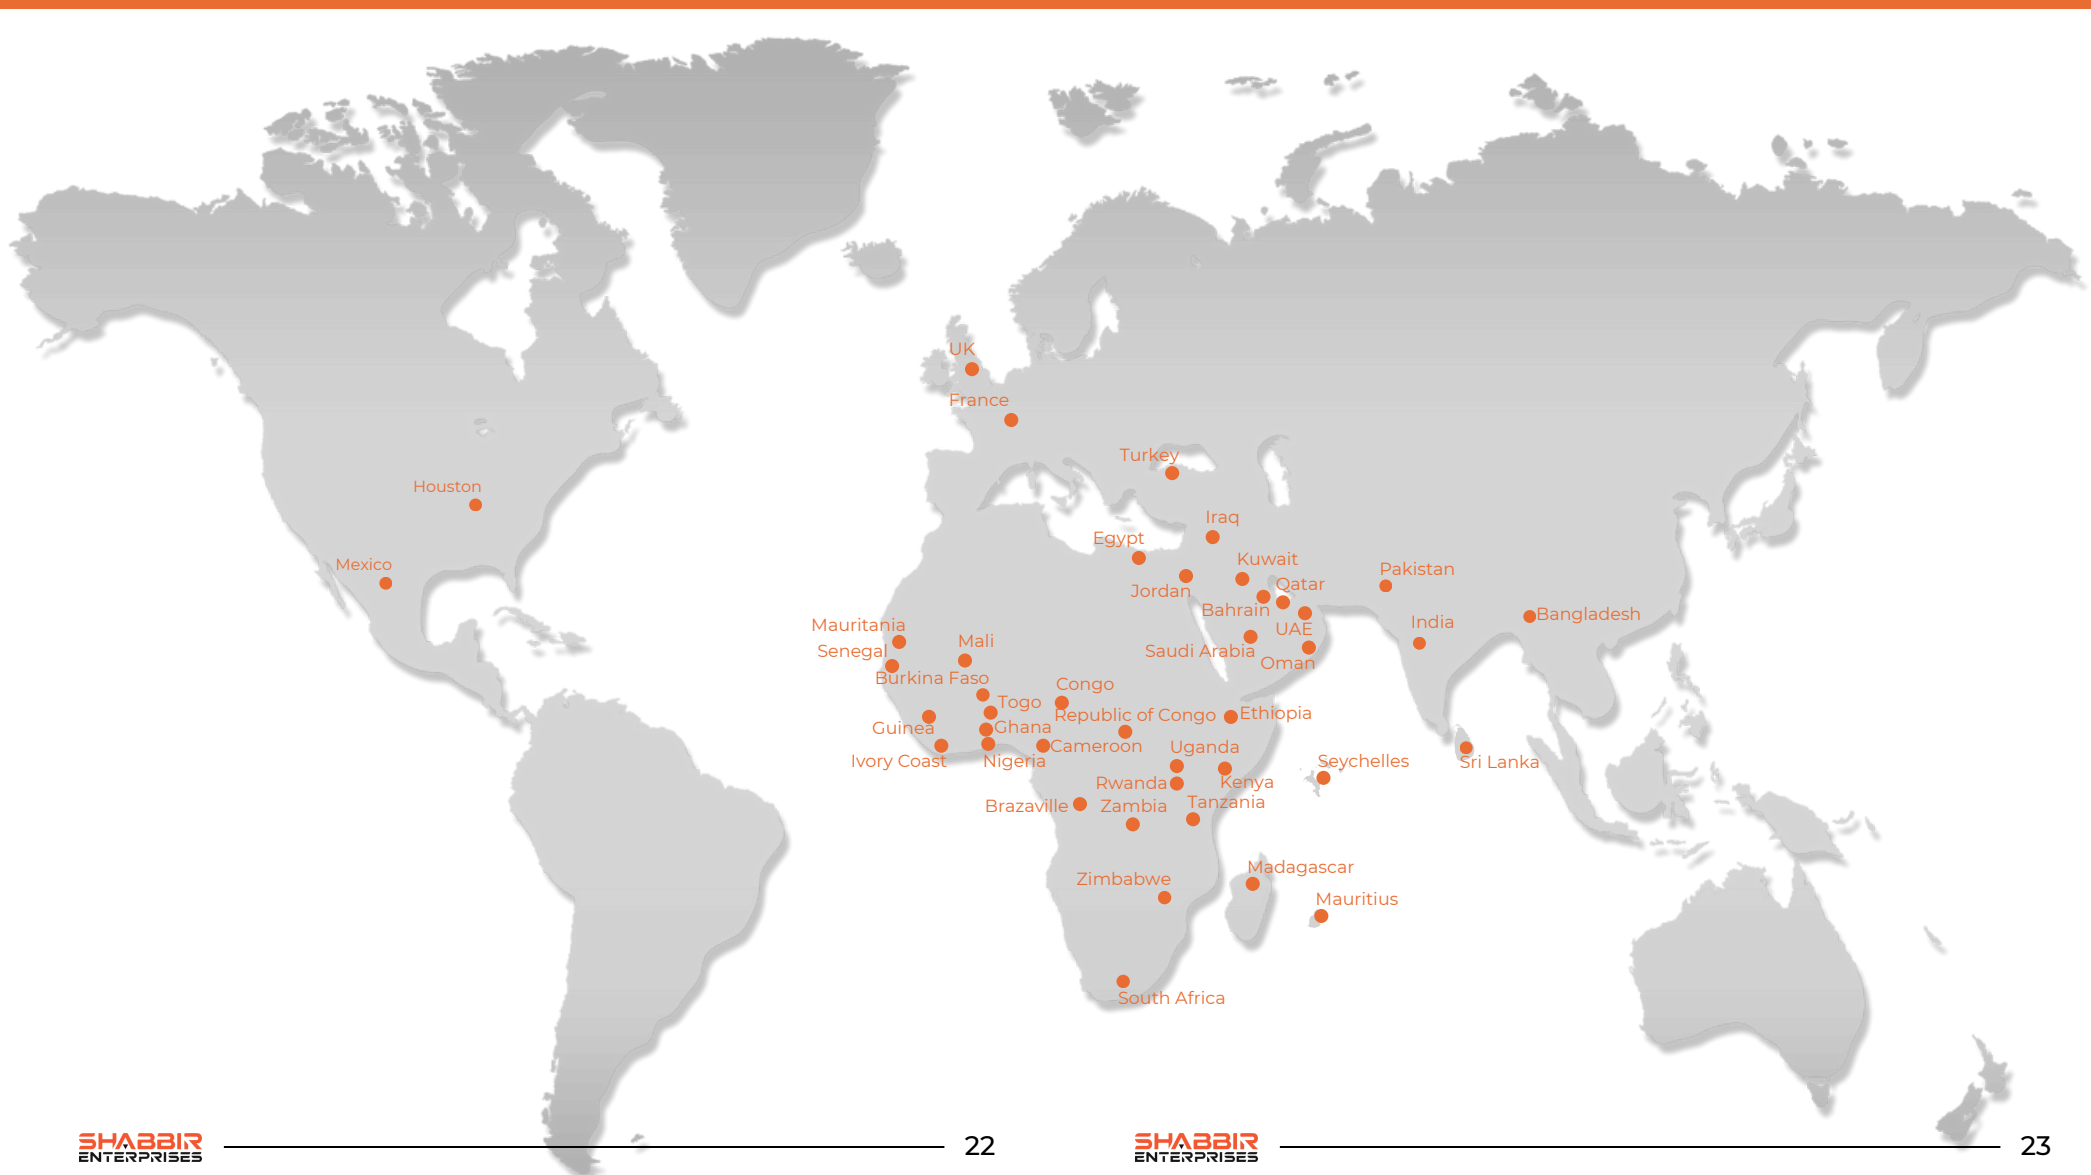 UK
France
Turkey
Houston
Iraq
Egypt
Kuwait
Mexico
Pakistan
Qatar
Jordan
Bahrain
Bangladesh
India
Mauritania
UAE
Mali
Senegal
Saudi Arabia
Oman
Burkina Faso
Congo
Togo
Ethiopia
Republic of Congo
Guinea
Ghana
Cameroon
Uganda
Ivory Coast
Nigeria
Seychelles
Sri Lanka
Rwanda
Kenya
Tanzania
Brazaville
Zambia
Madagascar
Zimbabwe
Mauritius
South Africa
SHABBIR
ENTERPRISES
22
SHABBIR
ENTERPRISES
23